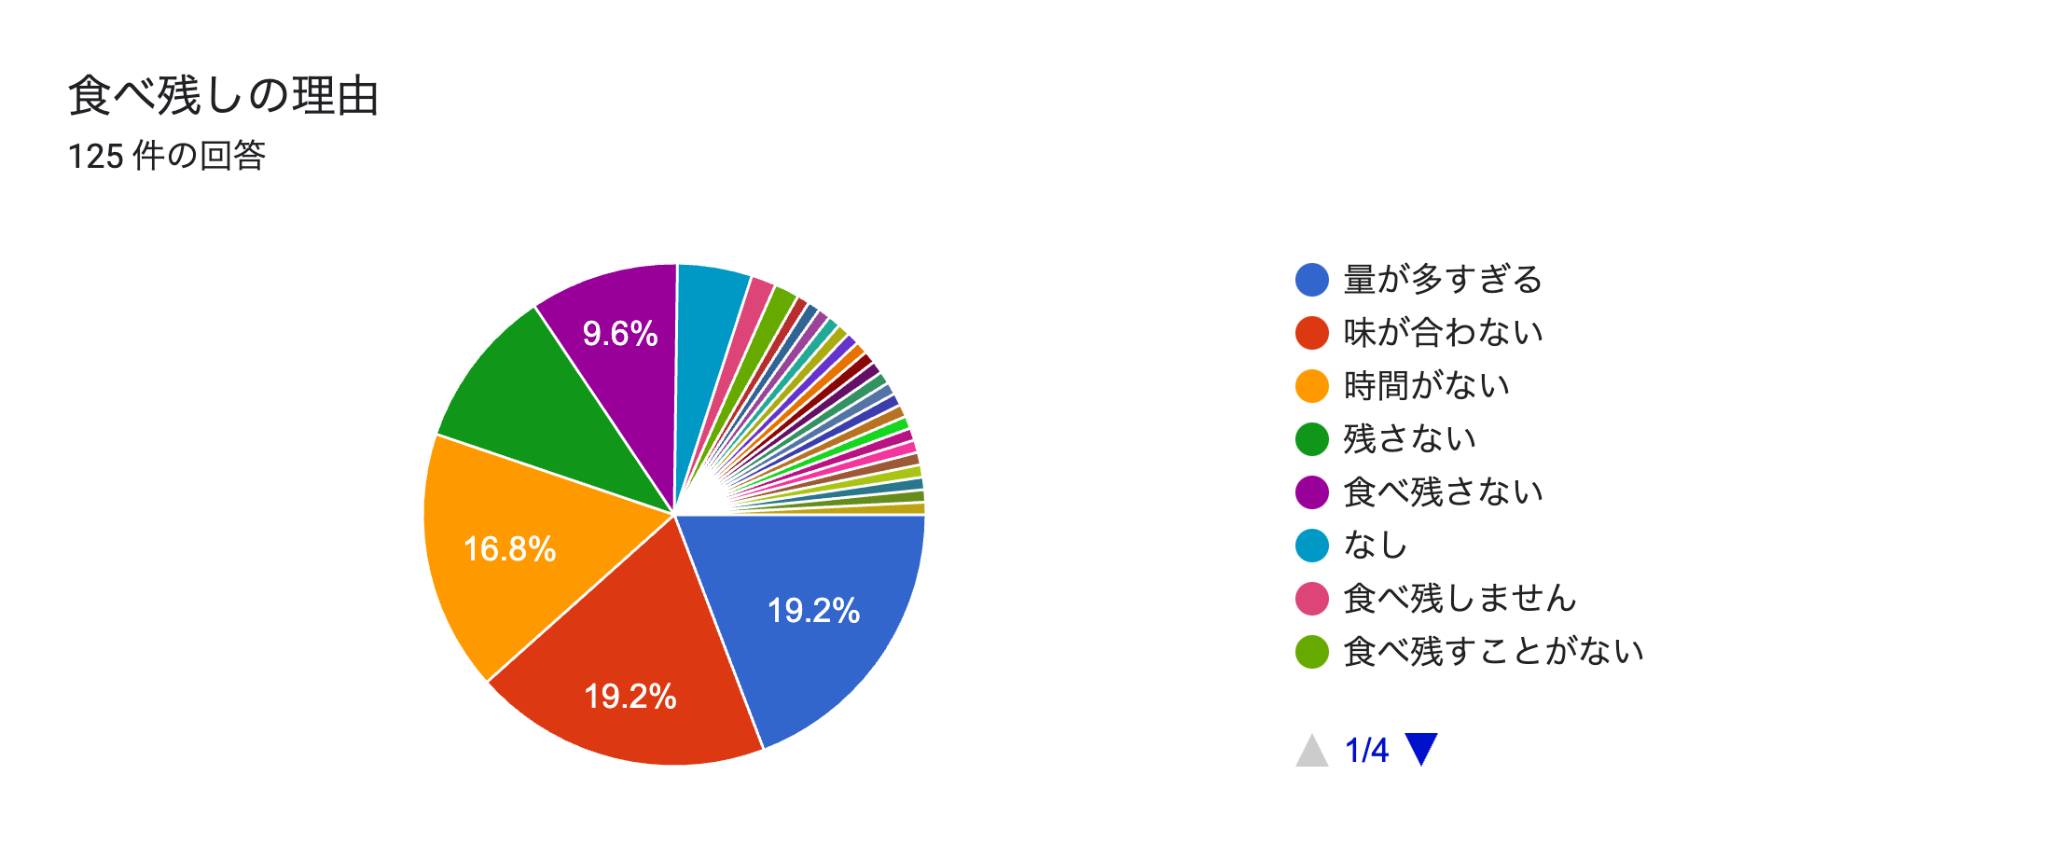 食べ残しの理由
125 件の回答
9.6%
16.8%
19.2%
19.2%
量が多すぎる
味が合わない
時間がない
残さない
食べ残さない
なし
食べ残しません
食べ残すことがない
1/4